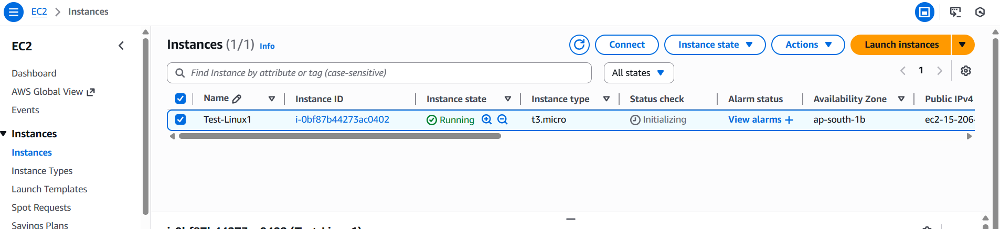 EC2 > Instances
EC2
Dashboard
AWS Global View
Events
Instances
Instances
Instance Types
Launch Templates
Spot Requests
Savings Plans
Instances (1/1) Info
Connect
Instance state
Actions
Launch instances
Find Instance by attribute or tag (case-sensitive)
All states
1
Name Instance ID Instance state Instance type Status check Alarm status Availability Zone Public IPv4
Test-Linux1 i-0bf87b44273ac0402 Running t3.micro Initializing View alarms + ap-south-1b ec2-15-206-
i-0bf87b44273ac0402 (Test-Linux1)